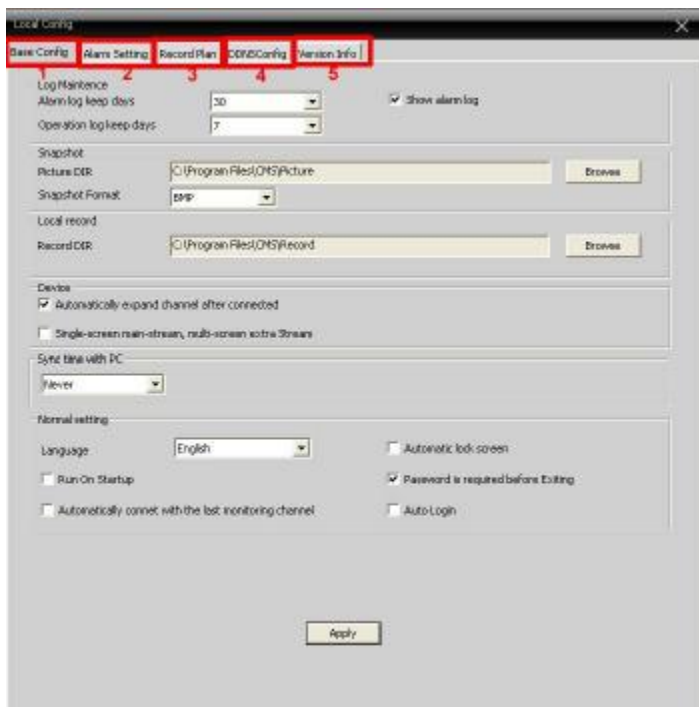 Local Config
Base Config Alarm Setting Record Plan DDNSConfig Version Info
1 2 3 4 5
Log Maintence
Alarm log keep days 30 Show alarm log
Operation log keep days 7
Snapshot
Picture DIR C:\Program Files\CMS\Picture Browse
Snapshot Format BMP
Local record
Record DIR C:\Program Files\CMS\Record Browse
Device
Automatically expand channel after connected
Single-screen main-stream, multi-screen extra Stream
Sync time with PC
Never
Normal setting
Language English Automatic lock screen
Run On Startup Password is required before Exiting
Automatically connet with the last monitoring channel Auto-Login
Apply